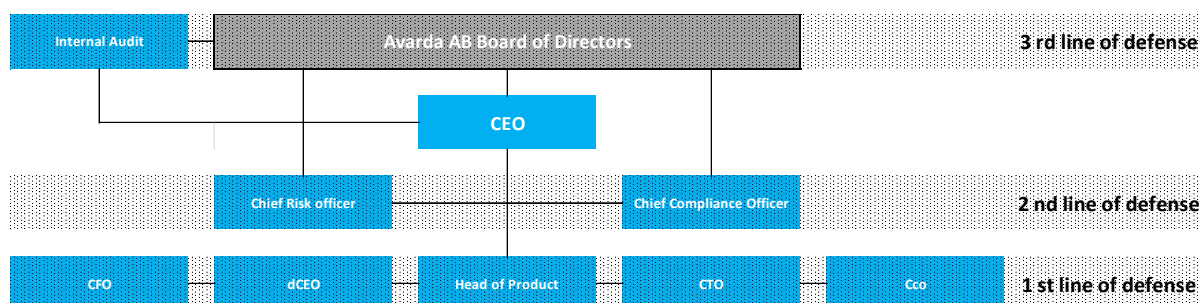 Internal Audit
Avarda AB Board of Directors
3 rd line of defense
CEO
Chief Risk officer
Chief Compliance Officer
2 nd line of defense
CFO
dCEO
Head of Product
CTO
Cco
1 st line of defense